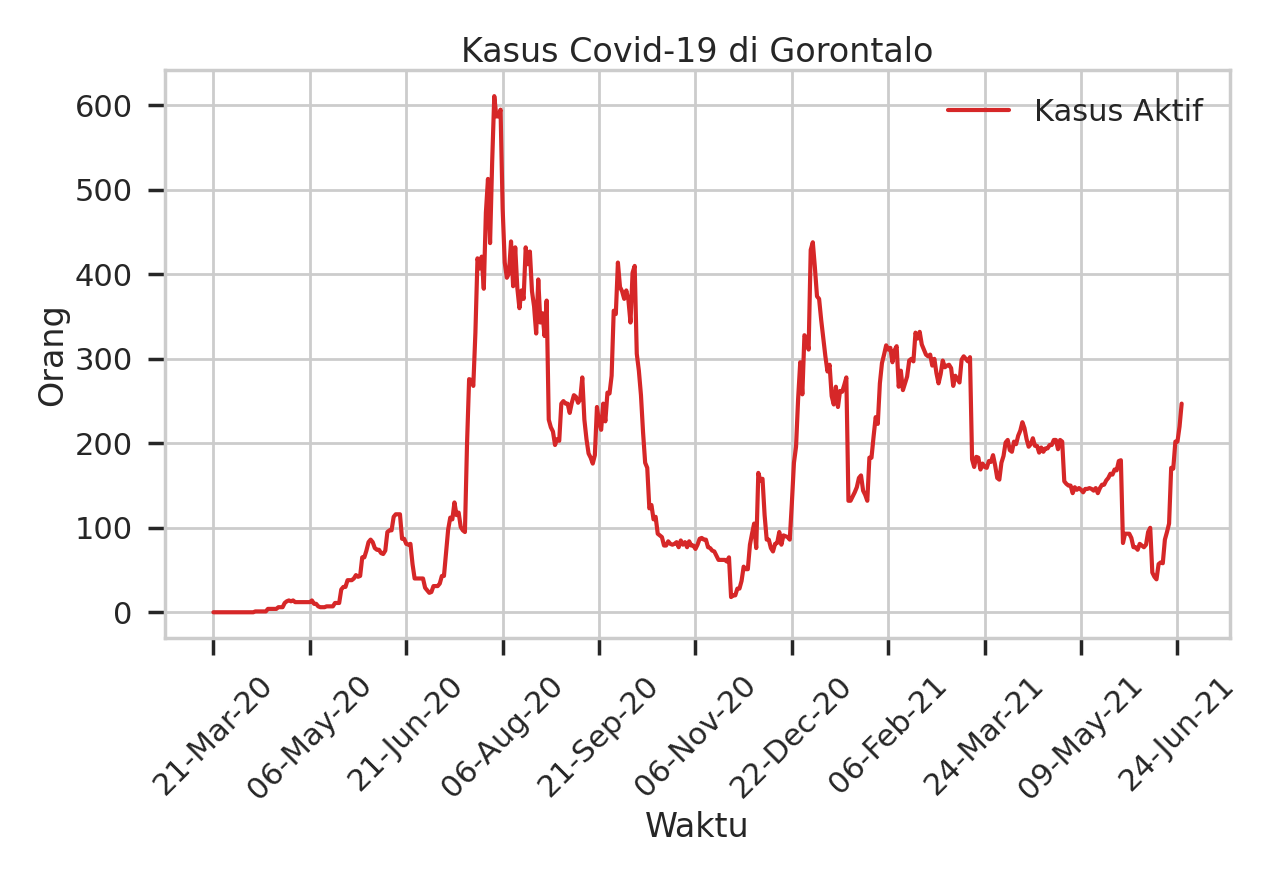 Kasus Covid-19 di Gorontalo
Kasus Aktif
600
500
400
300
200
100
0
Orang
21-Mar-20
06-May-20
21-Jun-20
06-Aug-20
21-Sep-20
06-Nov-20
22-Dec-20
06-Feb-21
24-Mar-21
09-May-21
24-Jun-21
Waktu